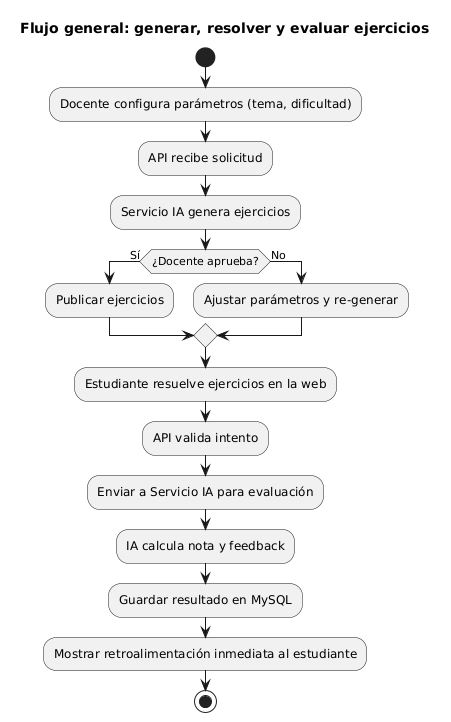 Flujo general: generar, resolver y evaluar ejercicios
Docente configura parámetros (tema, dificultad)
API recibe solicitud
Servicio IA genera ejercicios
¿Docente aprueba?
Sí
No
Publicar ejercicios
Ajustar parámetros y re-generar
Estudiante resuelve ejercicios en la web
API valida intento
Enviar a Servicio IA para evaluación
IA calcula nota y feedback
Guardar resultado en MySQL
Mostrar retroalimentación inmediata al estudiante